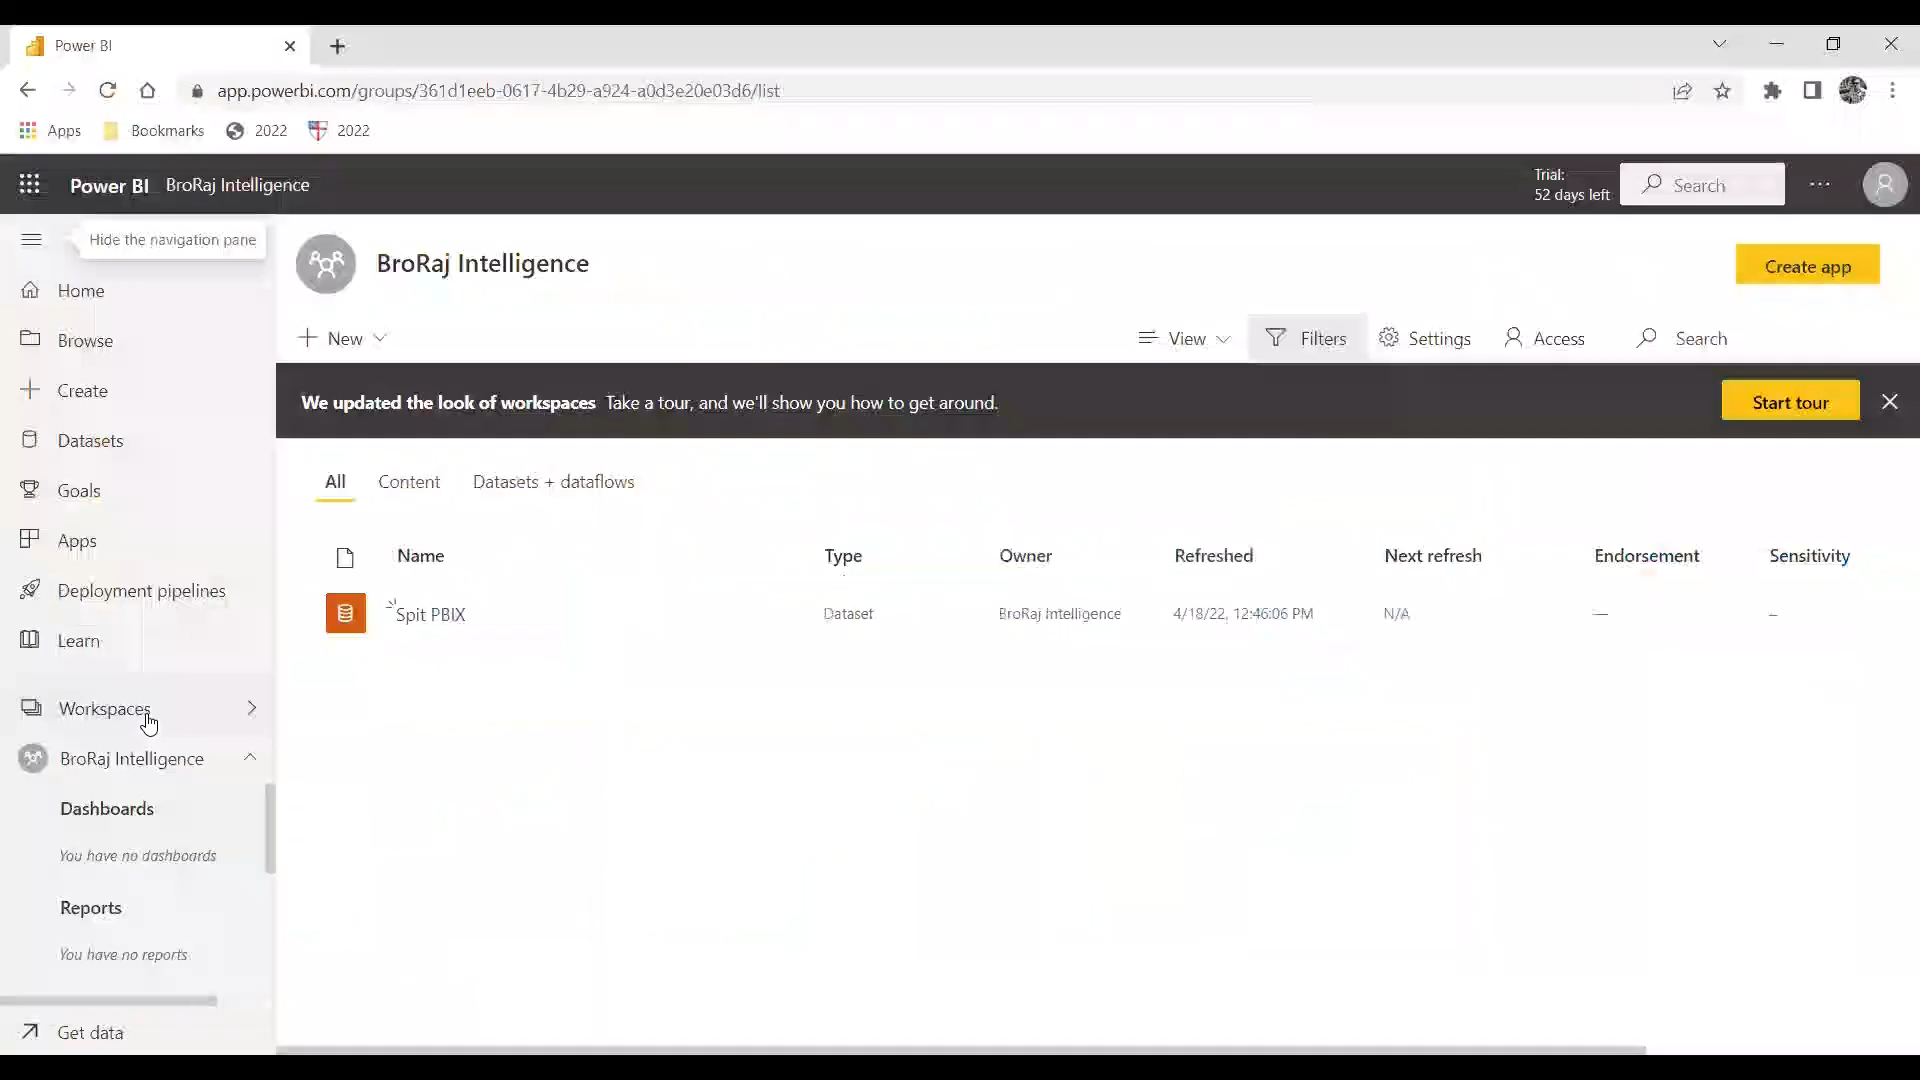 Power BI
app.powerbi.com/groups/361d1eeb-0617-4b29-a924-a0d3e20e03d6/list
Apps Bookmarks 2022 2022
Power BI BroRaj Intelligence
Trial:
52 days left
Search
Hide the navigation pane
Home
Browse
Create
Datasets
Goals
Apps
Deployment pipelines
Learn
Workspaces
BroRaj Intelligence
Dashboards
You have no dashboards
Reports
You have no reports
Get data
BroRaj Intelligence
Create app
New
View Filters Settings Access Search
We updated the look of workspaces Take a tour, and we'll show you how to get around.
Start tour
All Content Datasets + dataflows
Name Type Owner Refreshed Next refresh Endorsement Sensitivity
Spit PBIX Dataset BroRaj Intelligence 4/18/22, 12:46:06 PM N/A — –